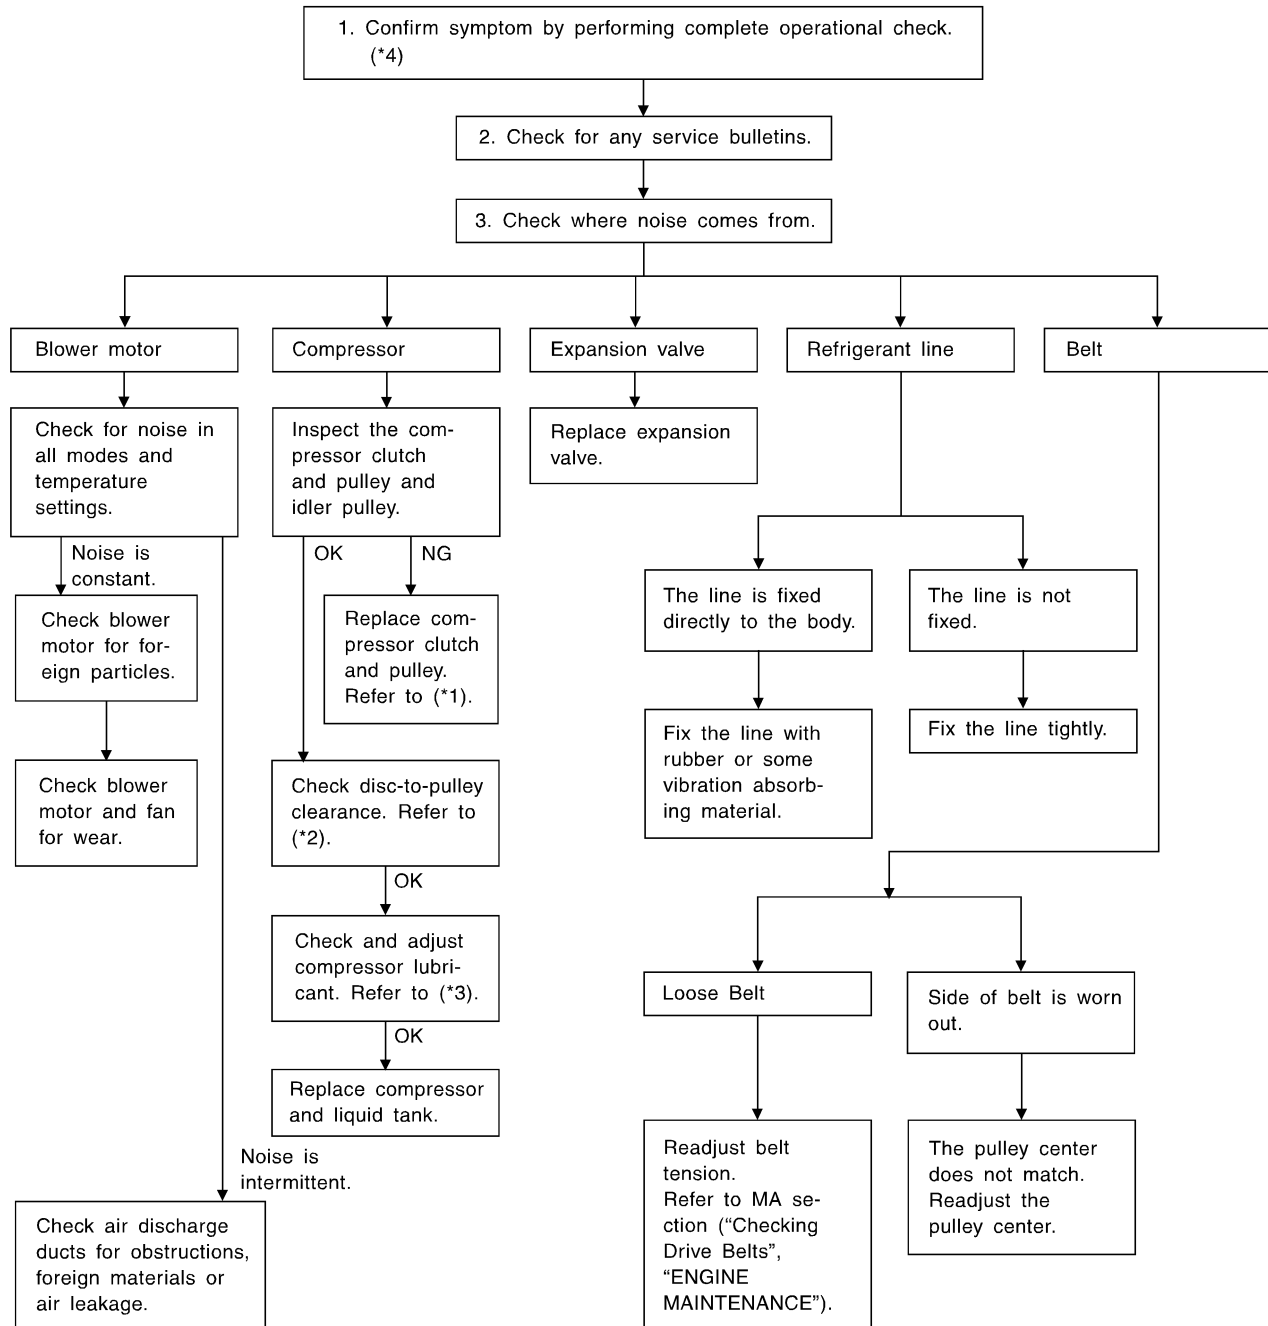 1. Confirm symptom by performing complete operational check.
(*4)
2. Check for any service bulletins.
3. Check where noise comes from.
Blower motor
Compressor
Expansion valve
Refrigerant line
Belt
Check for noise in
all modes and
temperature
settings.
Inspect the com-
pressor clutch
and pulley and
idler pulley.
Replace expansion
valve.
Noise is
constant.
OK
NG
Check blower
motor for for-
eign particles.
Replace com-
pressor clutch
and pulley.
Refer to (*1).
The line is fixed
directly to the body.
The line is not
fixed.
Check blower
motor and fan
for wear.
Check disc-to-pulley
clearance. Refer to
(*2).
Fix the line with
rubber or some
vibration absorb-
ing material.
Fix the line tightly.
OK
Check and adjust
compressor lubri-
cant. Refer to (*3).
OK
Replace compressor
and liquid tank.
Loose Belt
Side of belt is worn
out.
Noise is
intermittent.
Check air discharge
ducts for obstructions,
foreign materials or
air leakage.
Readjust belt
tension.
Refer to MA se-
ction (“Checking
Drive Belts”,
“ENGINE
MAINTENANCE”).
The pulley center
does not match.
Readjust the
pulley center.